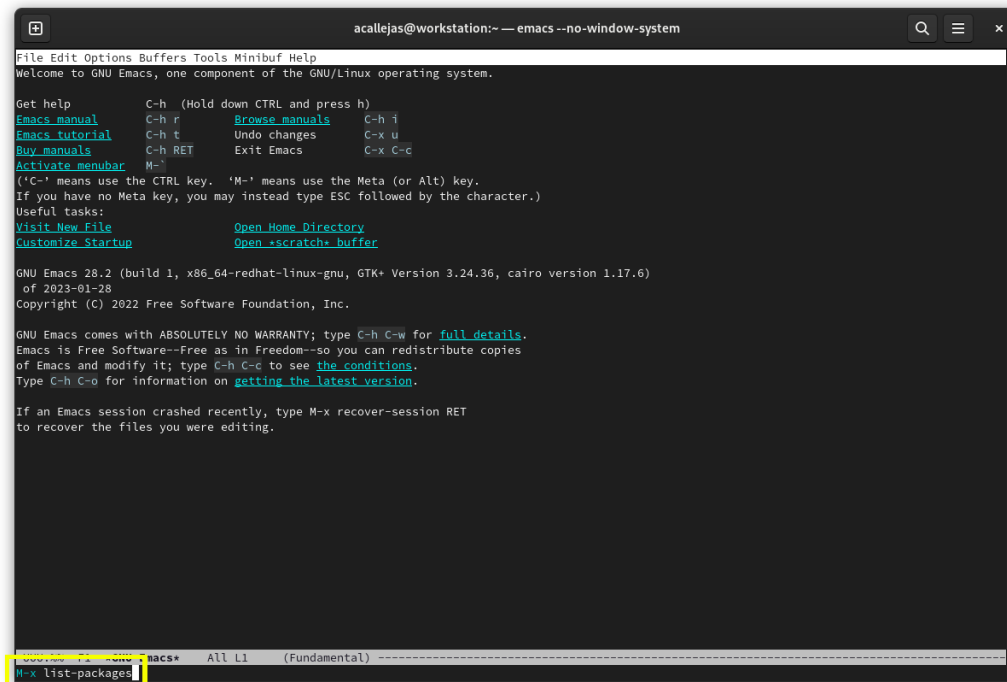 acallejas@workstation:~ — emacs --no-window-system
File Edit Options Buffers Tools Minibuf Help
Welcome to GNU Emacs, one component of the GNU/Linux operating system.
Get help C-h (Hold down CTRL and press h)
Emacs manual C-h r Browse manuals C-h i
Emacs tutorial C-h t Undo changes C-x u
Buy manuals C-h RET Exit Emacs C-x C-c
Activate menubar M-`
(‘C-’ means use the CTRL key. ‘M-’ means use the Meta (or Alt) key.
If you have no Meta key, you may instead type ESC followed by the character.)
Useful tasks:
Visit New File Open Home Directory
Customize Startup Open *scratch* buffer
GNU Emacs 28.2 (build 1, x86_64-redhat-linux-gnu, GTK+ Version 3.24.36, cairo version 1.17.6)
of 2023-01-28
Copyright (C) 2022 Free Software Foundation, Inc.
GNU Emacs comes with ABSOLUTELY NO WARRANTY; type C-h C-w for full details.
Emacs is Free Software--Free as in Freedom--so you can redistribute copies
of Emacs and modify it; type C-h C-c to see the conditions.
Type C-h C-o for information on getting the latest version.
If an Emacs session crashed recently, type M-x recover-session RET
to recover the files you were editing.
Emacs* All L1 (Fundamental) ----------------------------------------------------------------------------------------
M-x list-packages